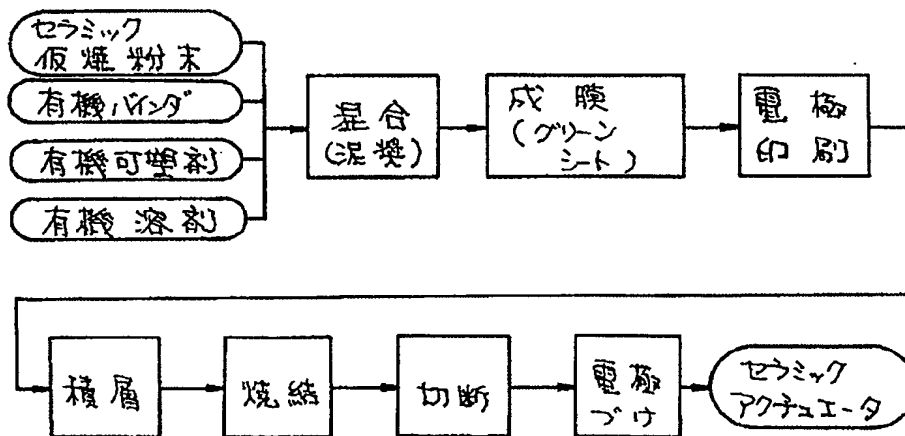 セラミック
仮焼粉末
有機バインダ
有機可塑剤
有機溶剤
混合
(泥奬)
成膜
(グリーン
シート)
電極
印刷
積層
焼結
切断
電極
づけ
セラミック
アクチュエータ